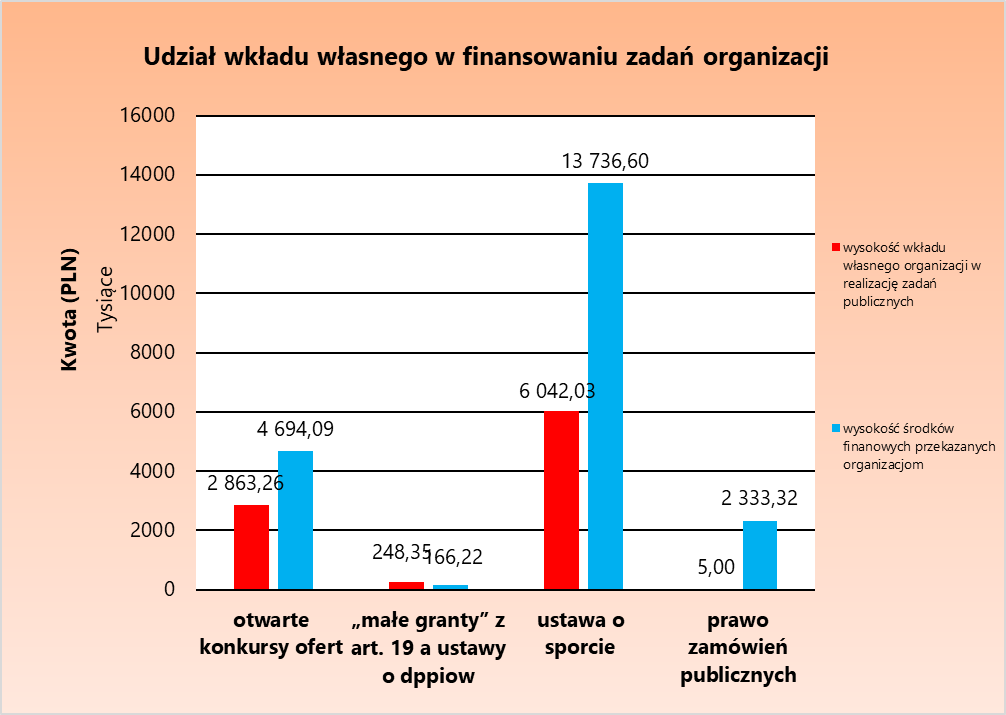 Udział wkładu własnego w finansowaniu zadań organizacji
Kwota (PLN)
Tysiące
16000
14000
12000
10000
8000
6000
4000
2000
0
2 863,26
4 694,09
248,35
166,22
6 042,03
13 736,60
5,00
2 333,32
otwarte
konkursy ofert
„małe granty” z
art. 19 a ustawy
o dppiow
ustawa o
sporcie
prawo
zamówień
publicznych
wysokość wkładu
własnego organizacji w
realizację zadań
publicznych
wysokość środków
finanowych przekazanych
organizacjom